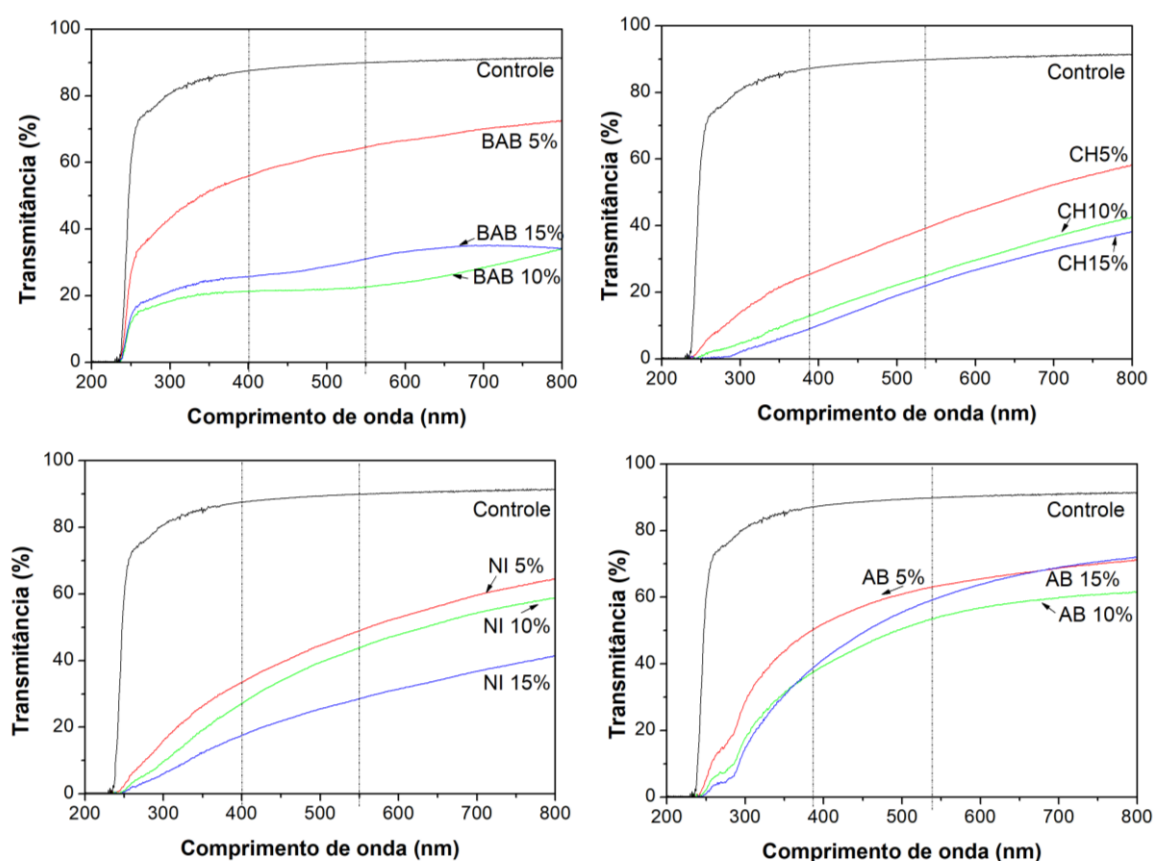 100
80
60
40
20
0
Transmitância (%)
Controle
BAB 5%
BAB 15%
BAB 10%
200 300 400 500 600 700 800
Comprimento de onda (nm)
100
80
60
40
20
0
Transmitância (%)
Controle
CH5%
CH10%
CH15%
200 300 400 500 600 700 800
Comprimento de onda (nm)
100
80
60
40
20
0
Transmitância (%)
Controle
NI 5%
NI 10%
NI 15%
200 300 400 500 600 700 800
Comprimento de onda (nm)
100
80
60
40
20
0
Transmitância (%)
Controle
AB 5%
AB 15%
AB 10%
200 300 400 500 600 700 800
Comprimento de onda (nm)